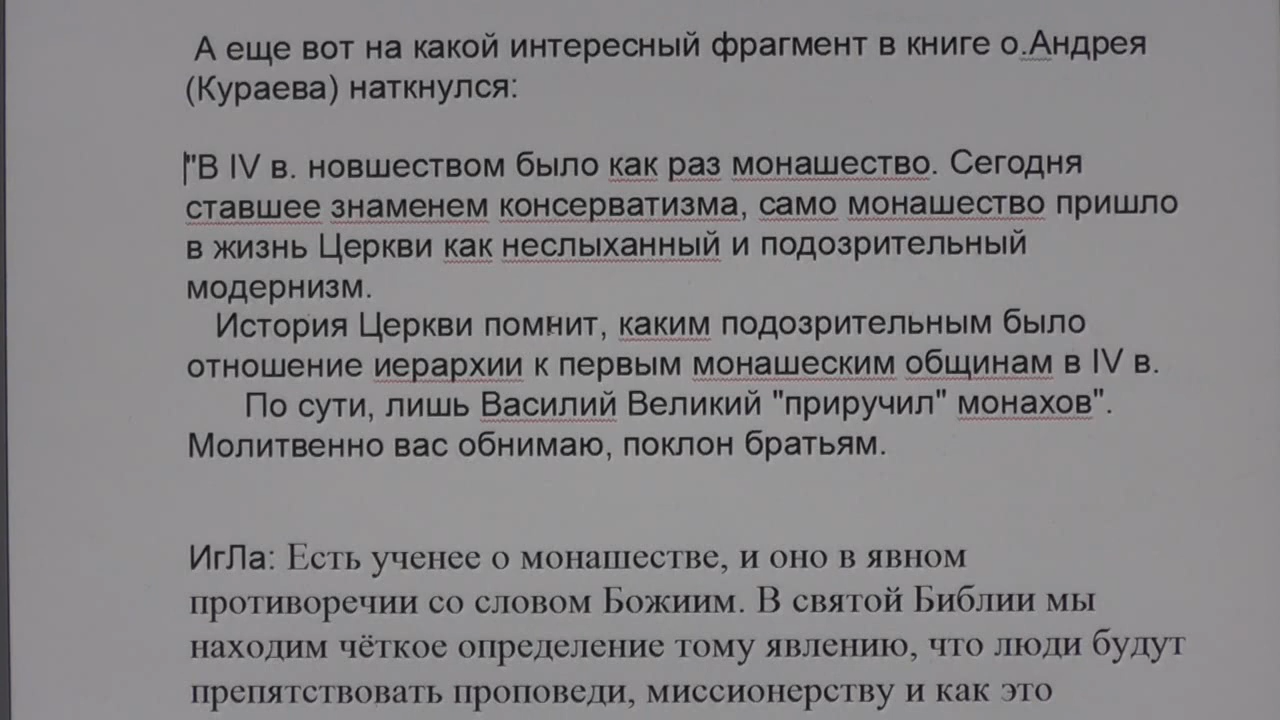 А еще вот на какой интересный фрагмент в книге о.Андрея
(Кураева) наткнулся:
"В IV в. новшеством было как раз монашество. Сегодня
ставшее знаменем консерватизма, само монашество пришло
в жизнь Церкви как неслыханный и подозрительный
модернизм.
История Церкви помнит, каким подозрительным было
отношение иерархии к первым монашеским общинам в IV в.
По сути, лишь Василий Великий "приручил" монахов".
Молитвенно вас обнимаю, поклон братьям.
ИгЛа: Есть ученее о монашестве, и оно в явном
противоречии со словом Божиим. В святой Библии мы
находим чёткое определение тому явлению, что люди будут
препятствовать проповеди, миссионерству и как это